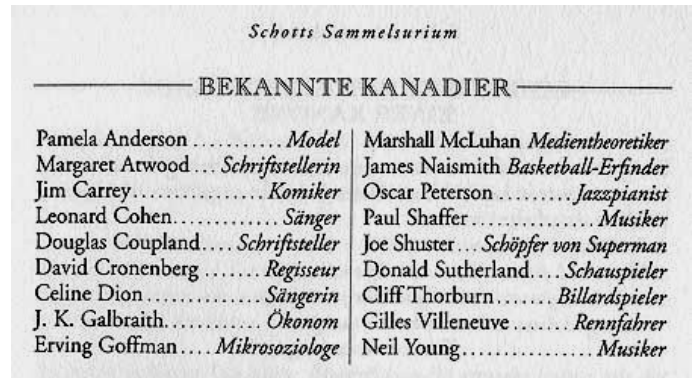 Schotts Sammelsurium
BEKANNTE KANADIER
Pamela Anderson ........... Model
Margaret Atwood ... Schriftstellerin
Jim Carrey................. Komiker
Leonard Cohen.............. Sänger
Douglas Coupland.... Schriftsteller
David Cronenberg ....... Regisseur
Celine Dion ............... Sängerin
J. K. Galbraith............ Ökonom
Erving Goffman .... Mikrosoziologe
Marshall McLuhan Medientheoretiker
James Naismith Basketball-Erfinder
Oscar Peterson ......... Jazzpianist
Paul Shaffer .............. Musiker
Joe Shuster ... Schöpfer von Superman
Donald Sutherland.... Schauspieler
Cliff Thorburn....... Billardspieler
Gilles Villeneuve ....... Rennfahrer
Neil Young............... Musiker